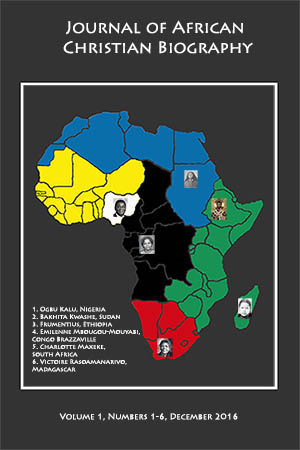 Journal of African
Christian Biography
1. Ogbu Kalu, Nigeria
2. Bakhita Kwashe, Sudan
3. Frumentius, Ethiopia
4. Emilienne Mbougou-Mouyabi,
Congo Brazzaville
5. Charlotte Maxeke,
South Africa
6. Victoire Rasoamanarivo,
Madagascar
Volume 1, Numbers 1-6, December 2016